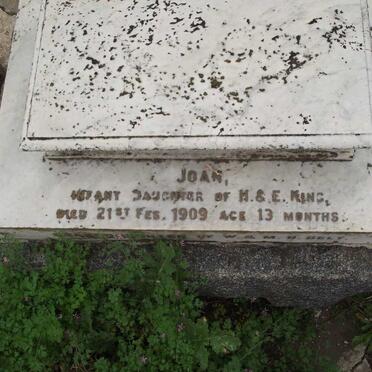 JOAN,
INFANT DAUGHTER OF H. & E. KING,
DIED 21ST FEB. 1909 AGE 13 MONTHS.